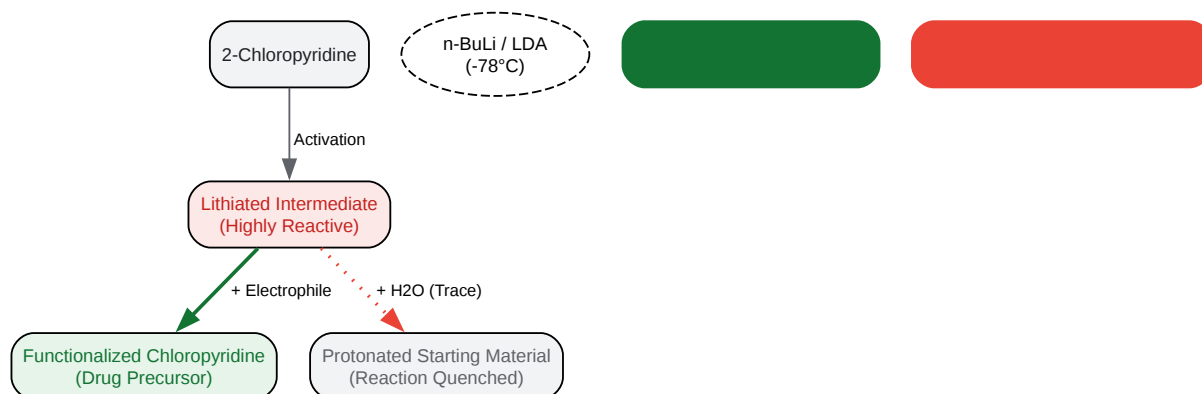 2-Chloropyridine
n-BuLi / LDA
(-78°C)
Activation
Lithiated Intermediate
(Highly Reactive)
+ Electrophile
+ H2O (Trace)
Functionalized Chloropyridine
(Drug Precursor)
Protonated Starting Material
(Reaction Quenched)